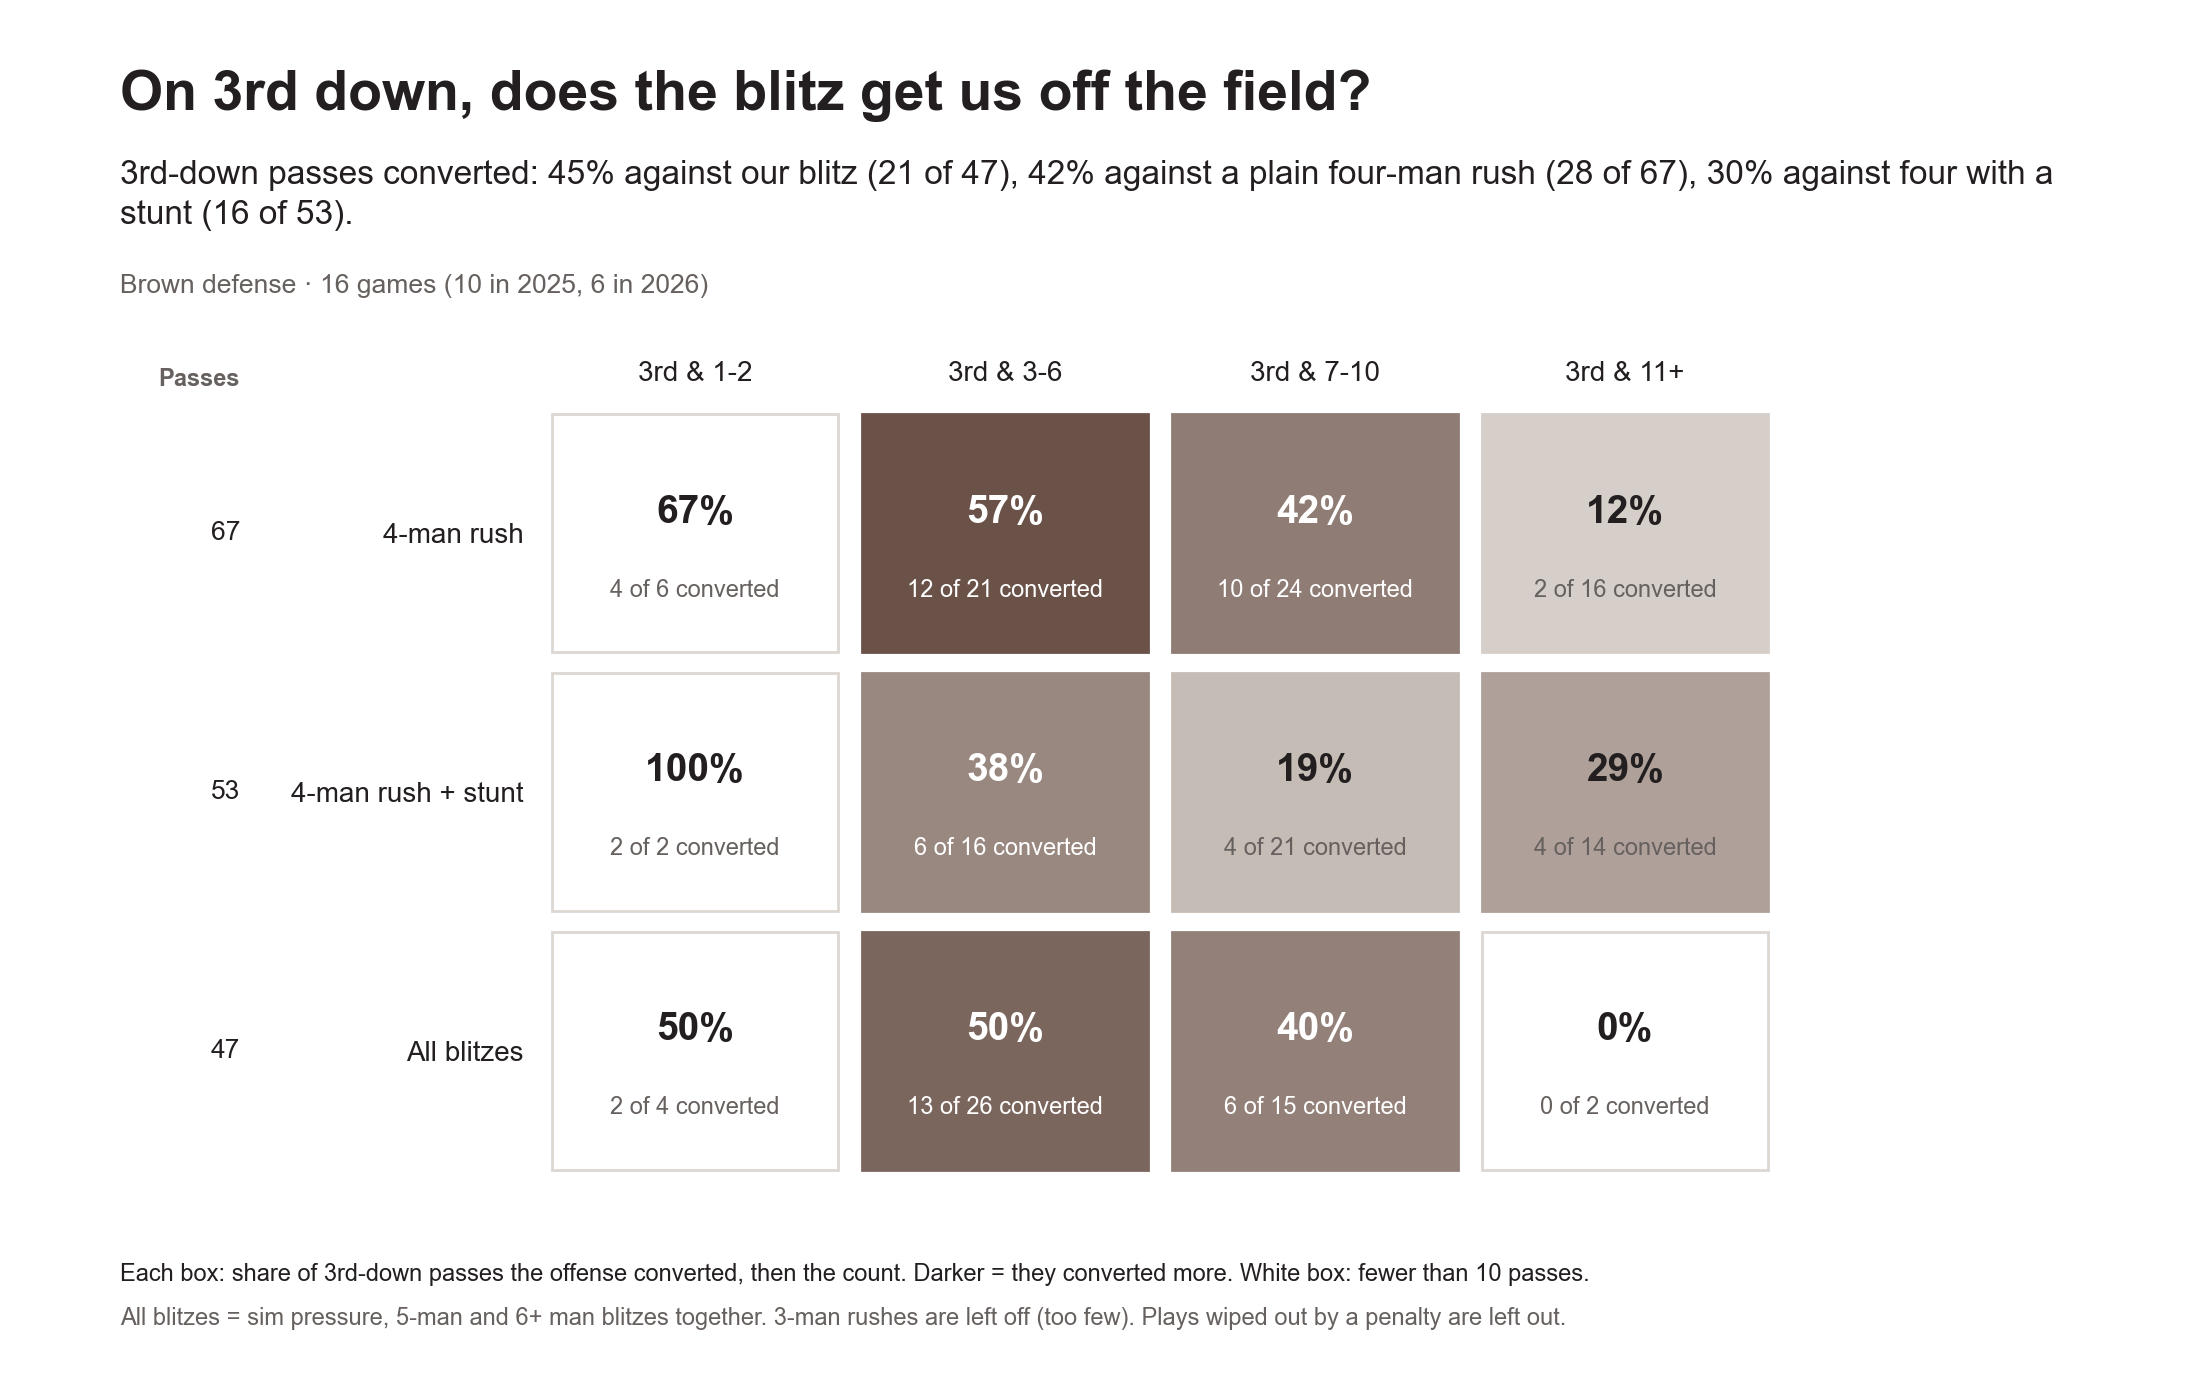 On 3rd down, does the blitz get us off the field?
3rd-down passes converted: 45% against our blitz (21 of 47), 42% against a plain four-man rush (28 of 67), 30% against four with a
stunt (16 of 53).
Brown defense · 16 games (10 in 2025, 6 in 2026)
Passes
3rd & 1-2
3rd & 3-6
3rd & 7-10
3rd & 11+
67
4-man rush
67%
4 of 6 converted
57%
12 of 21 converted
42%
10 of 24 converted
12%
2 of 16 converted
53
4-man rush + stunt
100%
2 of 2 converted
38%
6 of 16 converted
19%
4 of 21 converted
29%
4 of 14 converted
47
All blitzes
50%
2 of 4 converted
50%
13 of 26 converted
40%
6 of 15 converted
0%
0 of 2 converted
Each box: share of 3rd-down passes the offense converted, then the count. Darker = they converted more. White box: fewer than 10 passes.
All blitzes = sim pressure, 5-man and 6+ man blitzes together. 3-man rushes are left off (too few). Plays wiped out by a penalty are left out.